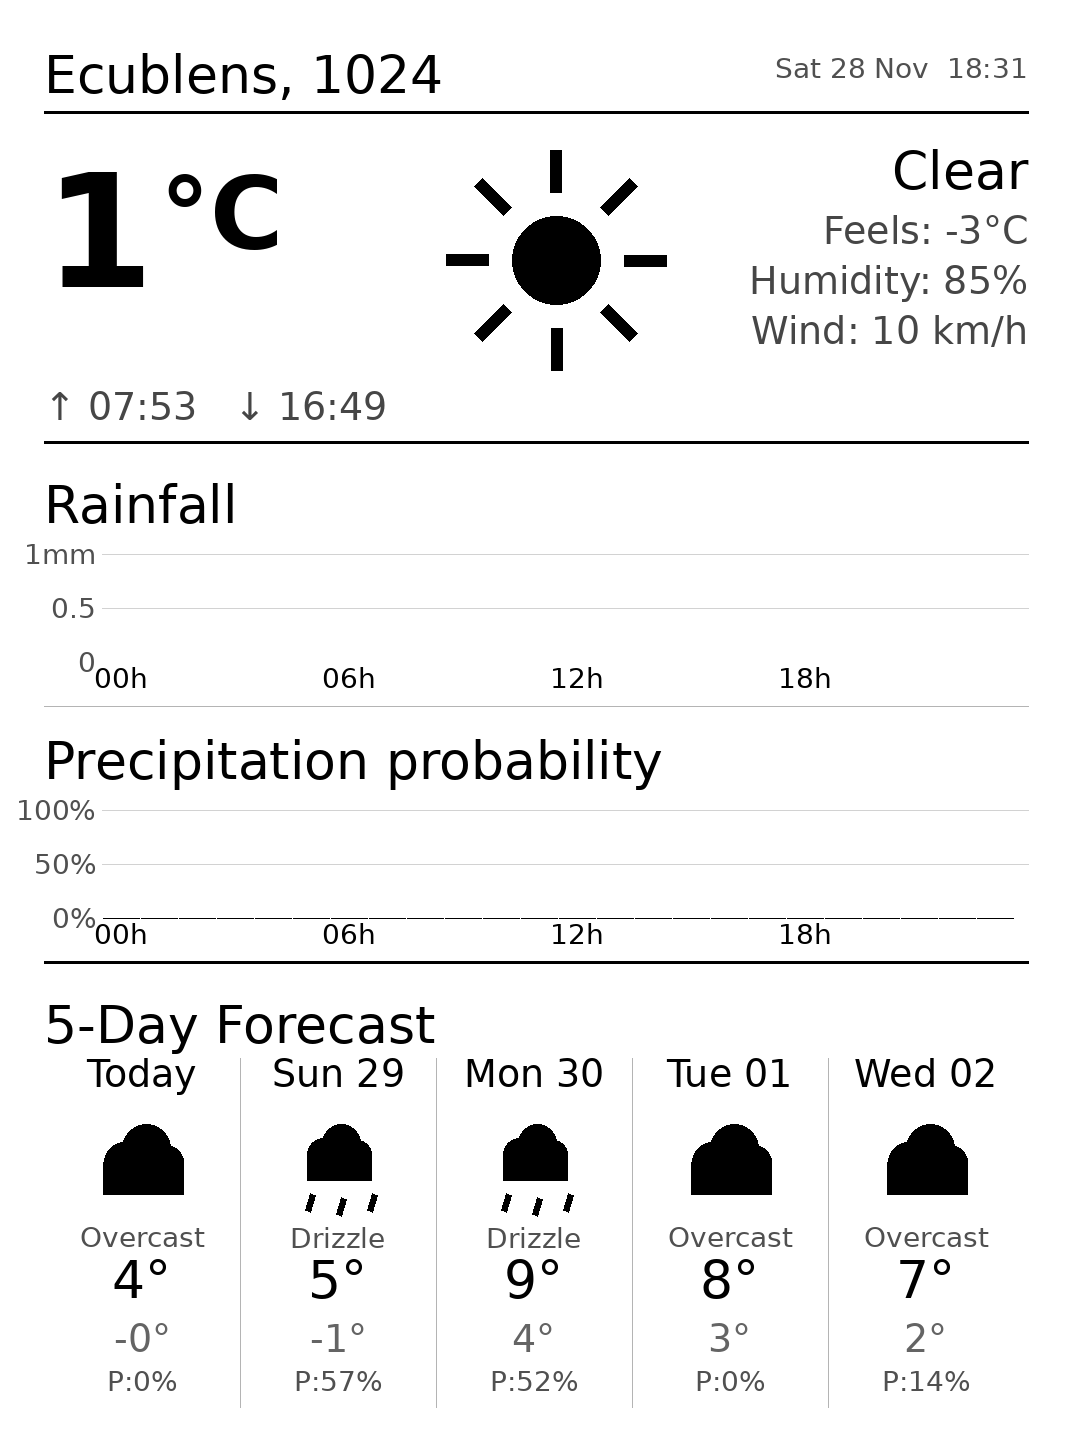 Ecublens, 1024
Sat 28 Nov  18:31
1°C
Clear
Feels: -3°C
Humidity: 85%
Wind: 10 km/h
↑ 07:53   ↓ 16:49
Rainfall
1mm
0.5
0
00h 06h 12h 18h
Precipitation probability
100%
50%
0%
00h 06h 12h 18h
5-Day Forecast
Today Sun 29 Mon 30 Tue 01 Wed 02
Overcast Drizzle Drizzle Overcast Overcast
4° 5° 9° 8° 7°
-0° -1° 4° 3° 2°
P:0% P:57% P:52% P:0% P:14%